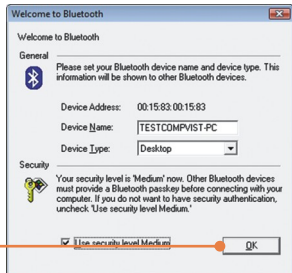 Welcome to Bluetooth
Welcome to Bluetooth
General
Please set your Bluetooth device name and device type. This
information will be shown to other Bluetooth devices.
Device Address: 00:15:83:00:15:83
Device Name: TESTCOMPVIST-PC
Device Type: Desktop
Security
Your security level is 'Medium' now. Other Bluetooth devices
must provide a Bluetooth passkey before connecting with your
computer. If you do not want to have security authentication,
uncheck 'Use security level Medium.'
Use security level Medium
OK